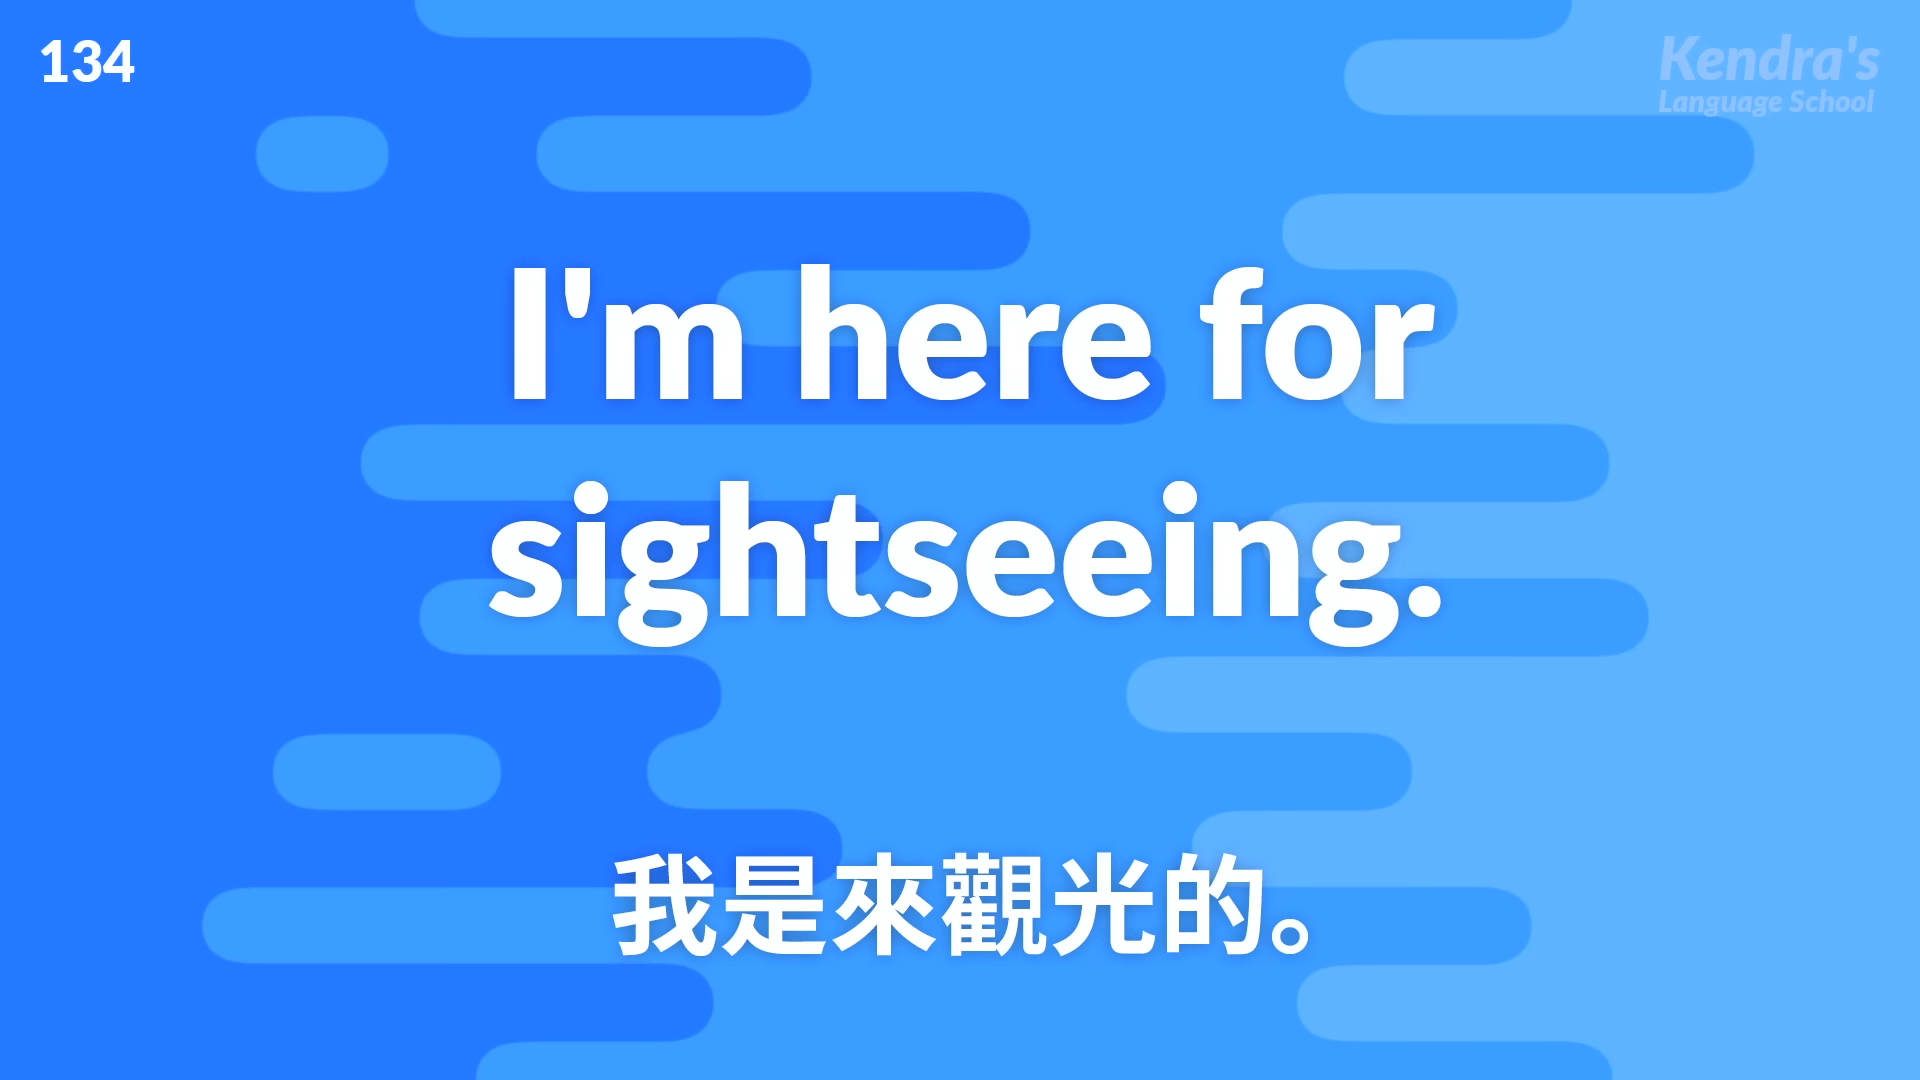 134
Kendra's
Language School
I'm here for
sightseeing.
我是來觀光的。